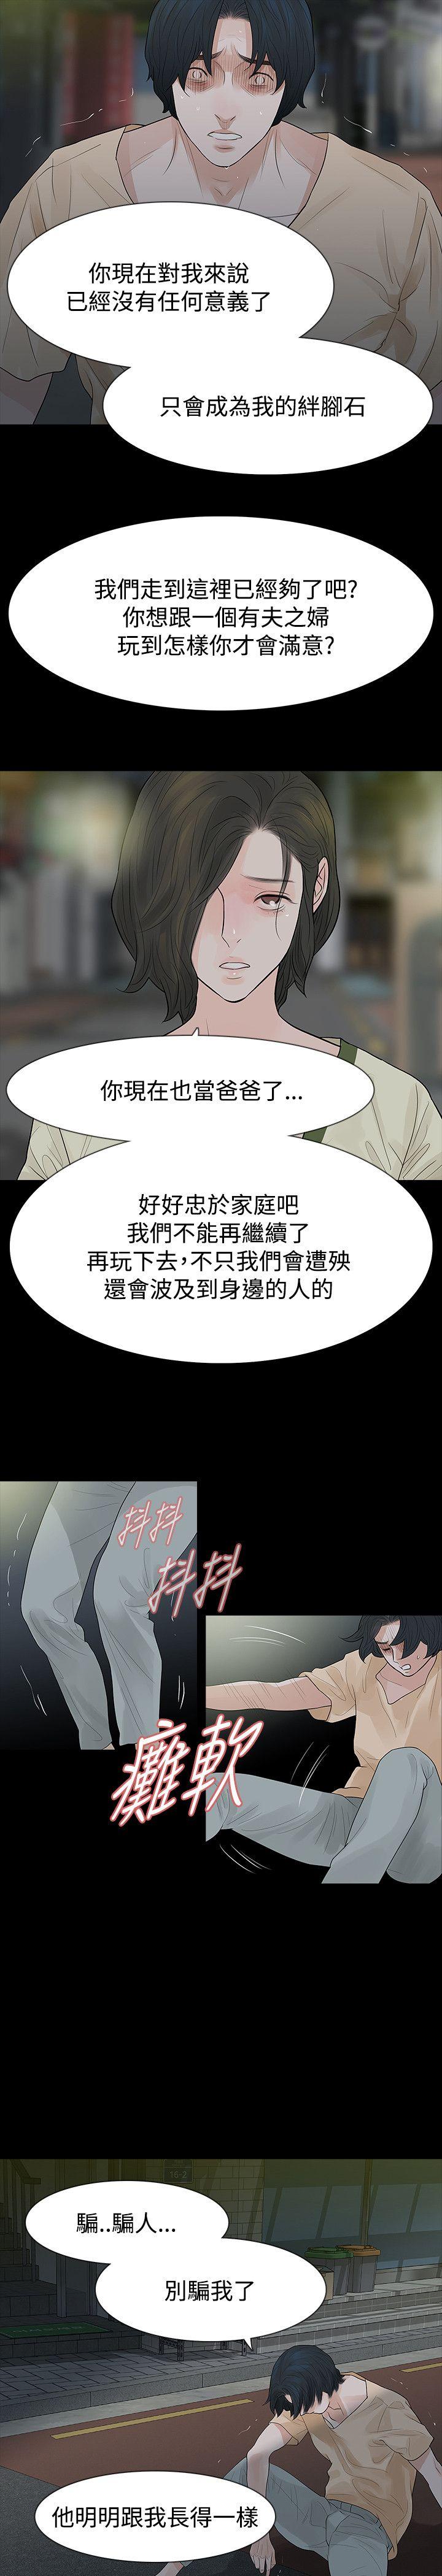 你現在對我來說
已經沒有任何意義了
只會成為我的絆腳石
我們走到這裡已經夠了吧?
你想跟一個有夫之婦
玩到怎樣你才會滿意?
你現在也當爸爸了...
好好忠於家庭吧
我們不能再繼續了
再玩下去,不只我們會遭殃
還會波及到身邊的人的
抖抖
抖抖
癱軟
16-2
騙..騙人...
別騙我了
他明明跟我長得一樣